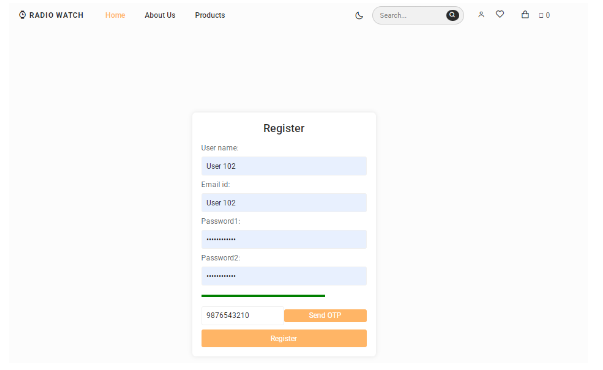 RADIO WATCH Home About Us Products Search... 0
Register
User name:
User 102
Email id:
User 102
Password1:
••••••••••••
Password2:
••••••••••••
9876543210 Send OTP
Register